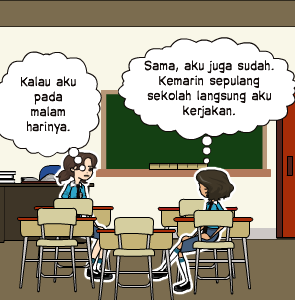 Kalau aku
pada
malam
harinya.
Sama, aku juga sudah.
Kemarin sepulang
sekolah langsung aku
kerjakan.